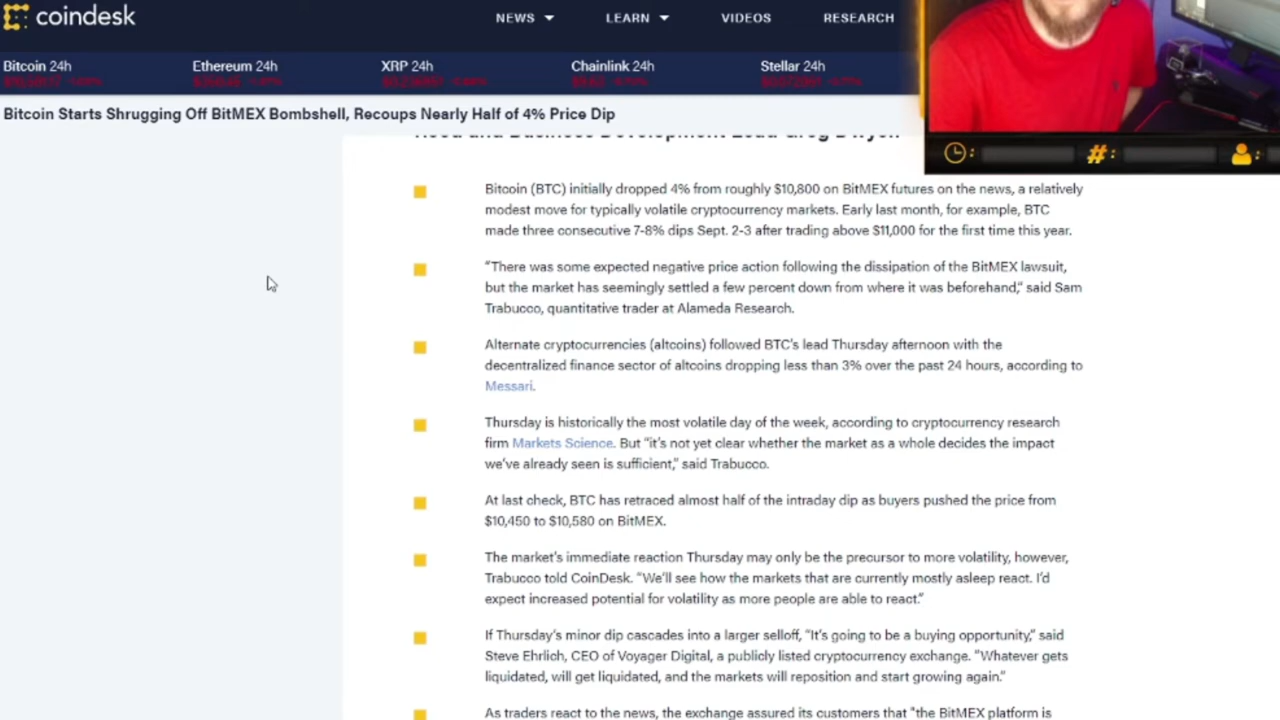 coindesk
NEWS
LEARN
VIDEOS
RESEARCH
Bitcoin 24h
Ethereum 24h
XRP 24h
Chainlink 24h
Stellar 24h
Bitcoin Starts Shrugging Off BitMEX Bombshell, Recoups Nearly Half of 4% Price Dip
Bitcoin (BTC) initially dropped 4% from roughly $10,800 on BitMEX futures on the news, a relatively
modest move for typically volatile cryptocurrency markets. Early last month, for example, BTC
made three consecutive 7-8% dips Sept. 2-3 after trading above $11,000 for the first time this year.
“There was some expected negative price action following the dissipation of the BitMEX lawsuit,
but the market has seemingly settled a few percent down from where it was beforehand,” said Sam
Trabucco, quantitative trader at Alameda Research.
Alternate cryptocurrencies (altcoins) followed BTC’s lead Thursday afternoon with the
decentralized finance sector of altcoins dropping less than 3% over the past 24 hours, according to
Messari.
Thursday is historically the most volatile day of the week, according to cryptocurrency research
firm Markets Science. But “it’s not yet clear whether the market as a whole decides the impact
we’ve already seen is sufficient,” said Trabucco.
At last check, BTC has retraced almost half of the intraday dip as buyers pushed the price from
$10,450 to $10,580 on BitMEX.
The market’s immediate reaction Thursday may only be the precursor to more volatility, however,
Trabucco told CoinDesk. “We’ll see how the markets that are currently mostly asleep react. I’d
expect increased potential for volatility as more people are able to react.”
If Thursday’s minor dip cascades into a larger selloff, “It’s going to be a buying opportunity,” said
Steve Ehrlich, CEO of Voyager Digital, a publicly listed cryptocurrency exchange. “Whatever gets
liquidated, will get liquidated, and the markets will reposition and start growing again.”
As traders react to the news, the exchange assured its customers that “the BitMEX platform is
#: